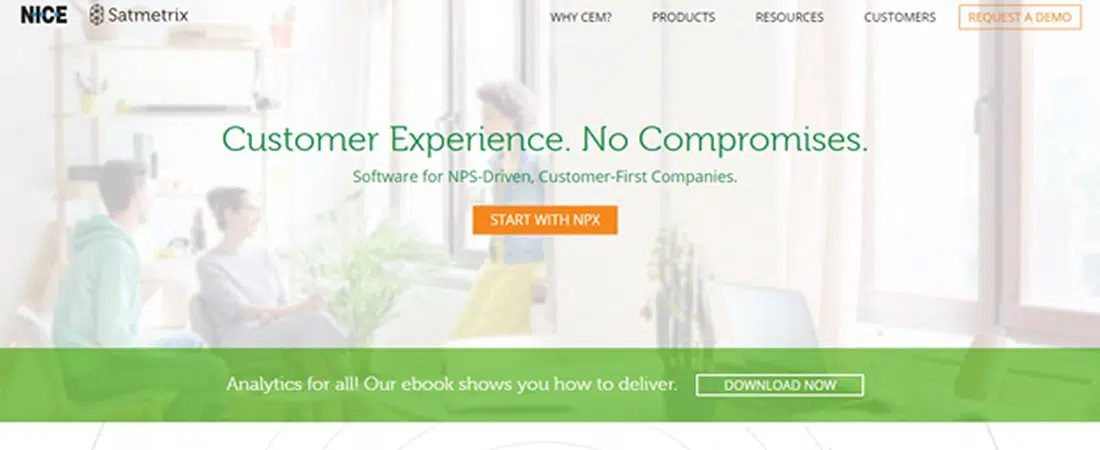 NICE Satmetrix WHY CEM? PRODUCTS RESOURCES CUSTOMERS REQUEST A DEMO
Customer Experience. No Compromises.
Software for NPS-Driven, Customer-First Companies.
START WITH NPX
Analytics for all! Our ebook shows you how to deliver. DOWNLOAD NOW